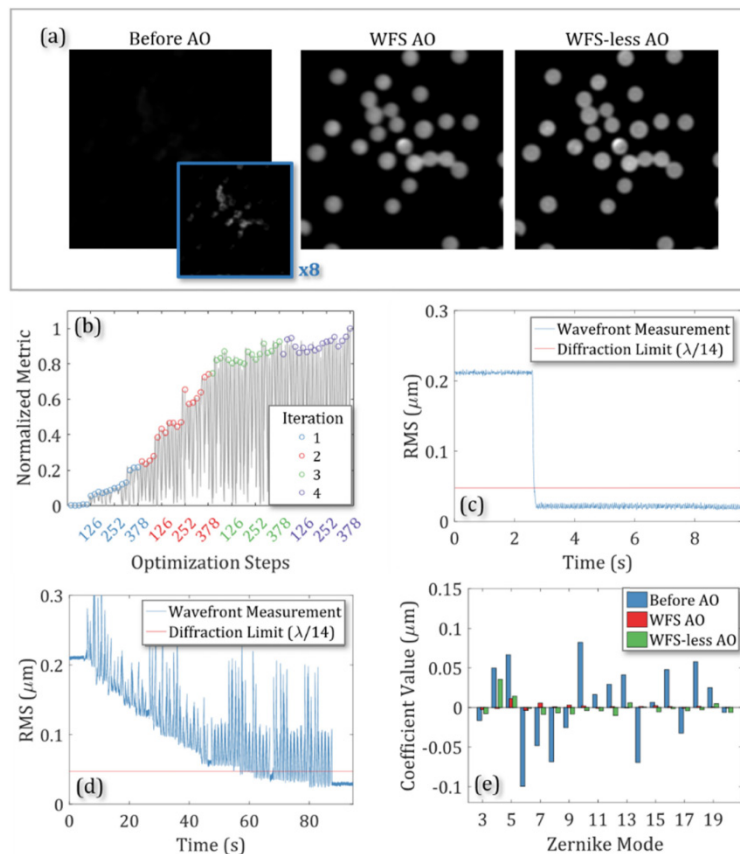 (a)
Before AO
WFS AO
WFS-less AO
x8
(b)
Normalized Metric
1
0.8
0.6
0.4
0.2
0
Iteration
1
2
3
4
126 252 378 126 252 378 126 252 378 126 252 378
Optimization Steps
(c)
RMS (μm)
0.3
0.2
0.1
0
Wavefront Measurement
Diffraction Limit (λ/14)
0 2 4 6 8
Time (s)
(d)
RMS (μm)
0.3
0.2
0.1
0
Wavefront Measurement
Diffraction Limit (λ/14)
0 20 40 60 80
Time (s)
(e)
Coefficient Value (μm)
0.15
0.1
0.05
0
-0.05
-0.1
Before AO
WFS AO
WFS-less AO
3 5 7 9 11 13 15 17 19
Zernike Mode